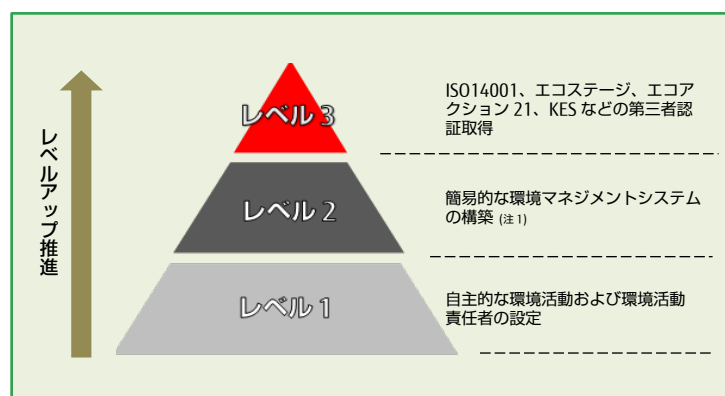 レベルアップ推進
レベル 3
ISO14001、エコステージ、エコア
クション 21、KES などの第三者認
証取得
レベル 2
簡易的な環境マネジメントシステム
の構築 (注 1)
レベル 1
自主的な環境活動および環境活動
責任者の設定